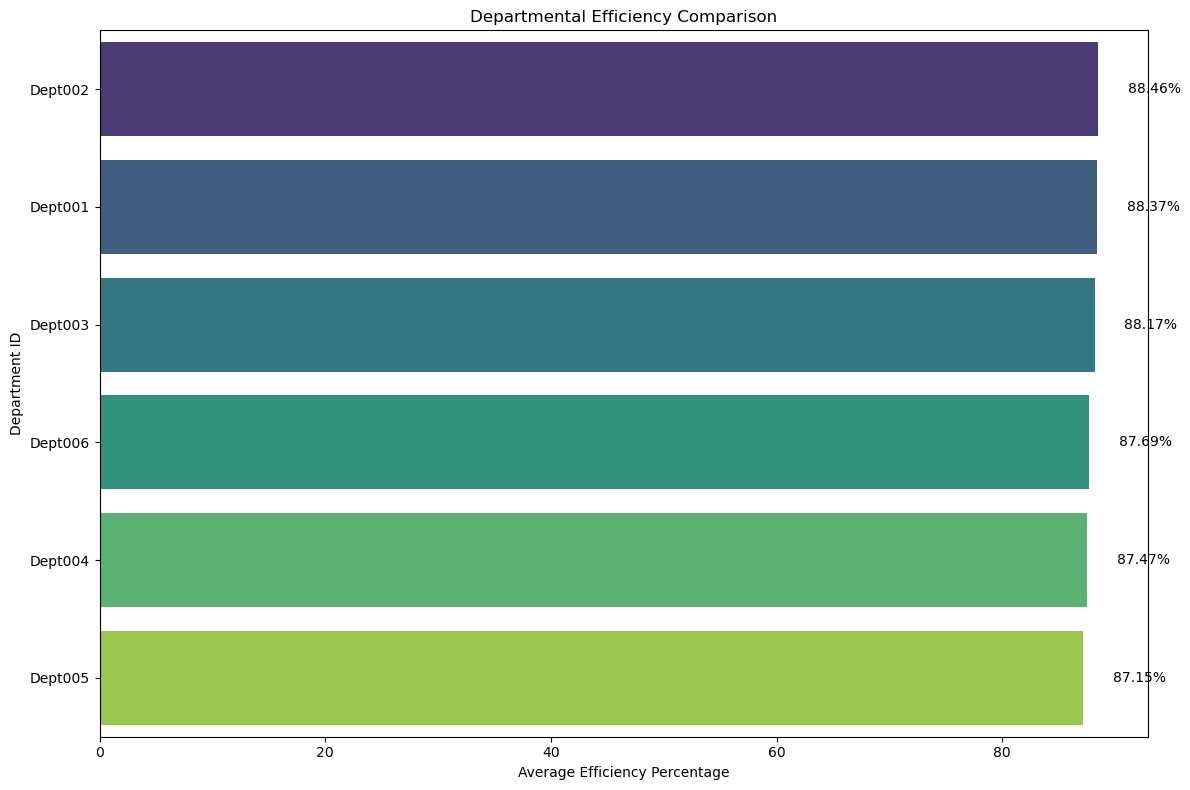 Departmental Efficiency Comparison
Department ID
Dept002
88.46%
Dept001
88.37%
Dept003
88.17%
Dept006
87.69%
Dept004
87.47%
Dept005
87.15%
0 20 40 60 80
Average Efficiency Percentage